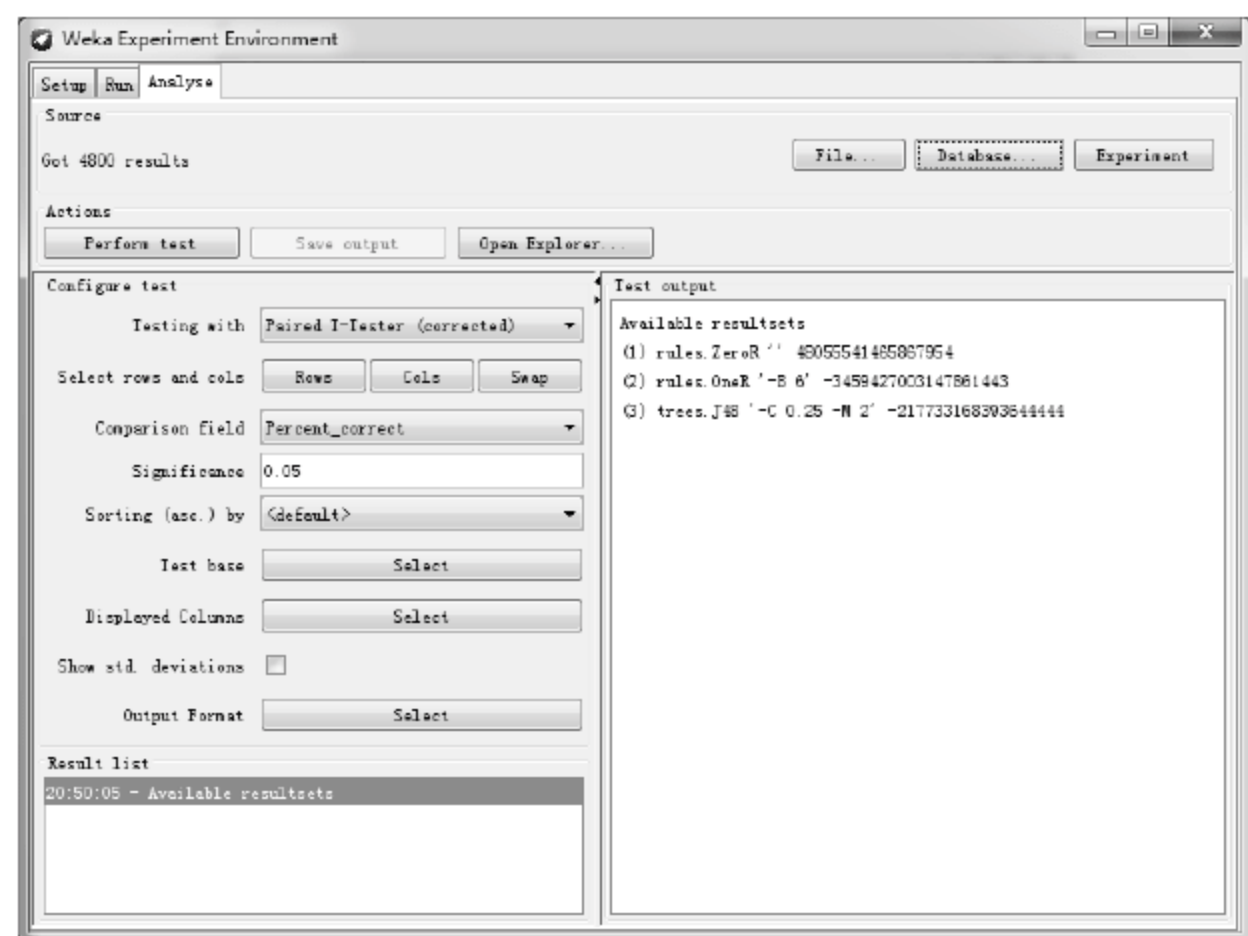 Weka Experiment Environment
Setup Run Analyse
Source
Got 4800 results
File... Database... Experiment
Actions
Perform test Save output Open Explorer...
Configure test
Testing with Paired T-Tester (corrected)
Select rows and cols Rows Cols Swap
Comparison field Percent_correct
Significance 0.05
Sorting (asc.) by <default>
Test base Select
Displayed Columns Select
Show std. deviations
Output Format Select
Result list
20:50:05 - Available resultsets
Test output
Available resultsets
(1) rules.ZeroR '' 48055541465867954
(2) rules.OneR '-B 6' -3459427003147861443
(3) trees.J48 '-C 0.25 -M 2' -217733168393644444